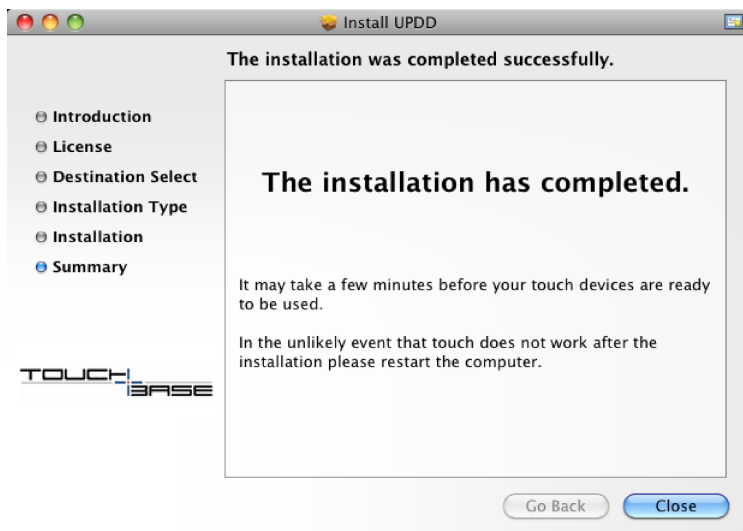 Install UPDD
The installation was completed successfully.
Introduction
License
Destination Select
Installation Type
Installation
Summary
The installation has completed.
It may take a few minutes before your touch devices are ready
to be used.
In the unlikely event that touch does not work after the
installation please restart the computer.
TOUCH
BASE
Go Back
Close